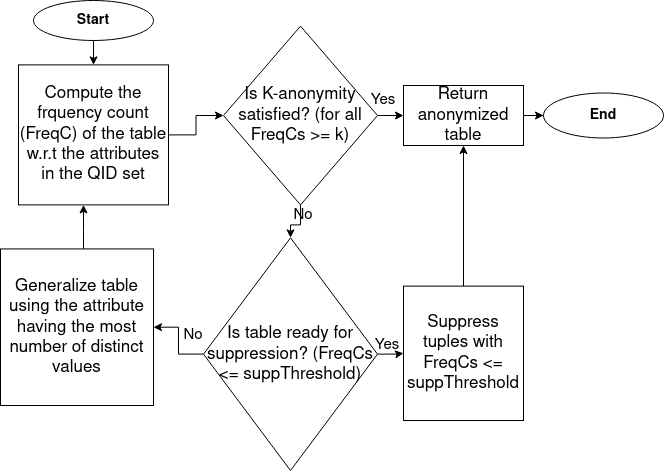 Start
Compute the
frquency count
(FreqC) of the table
w.r.t the attributes
in the QID set
Is K-anonymity
satisfied? (for all
FreqCs >= k)
Yes
Return
anonymized
table
End
No
Is table ready for
suppression? (FreqCs
<= suppThreshold)
Yes
Suppress
tuples with
FreqCs <=
suppThreshold
No
Generalize table
using the attribute
having the most
number of distinct
values